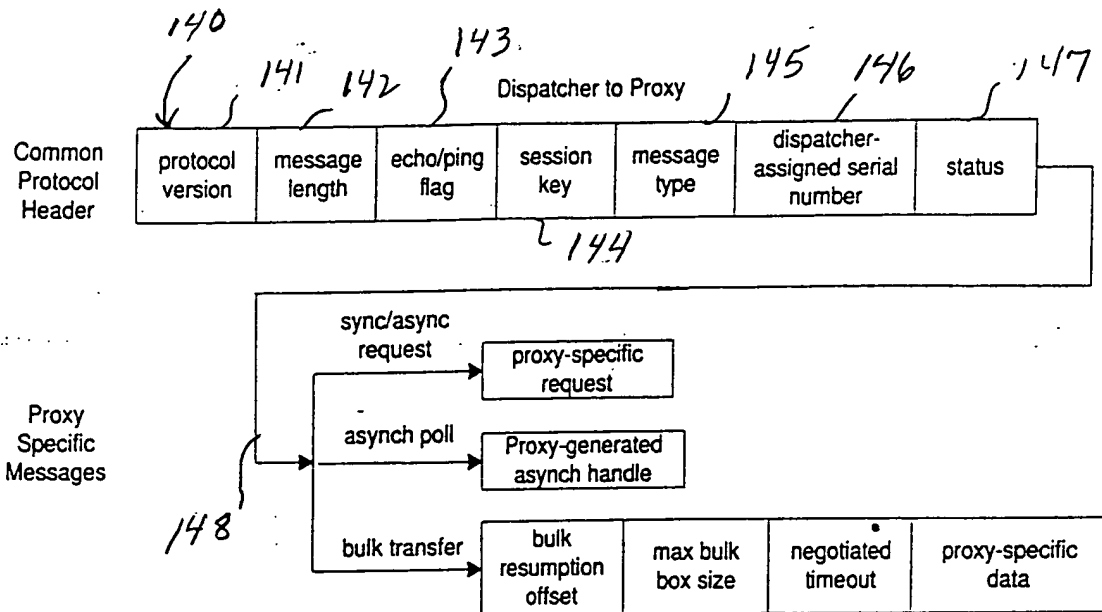 140
141
142
143
Dispatcher to Proxy
145
146
147
Common
Protocol
Header
protocol
version
message
length
echo/ping
flag
session
key
message
type
dispatcher-
assigned serial
number
status
144
sync/async
request
proxy-specific
request
Proxy
Specific
Messages
asynch poll
Proxy-generated
asynch handle
148
bulk transfer
bulk
resumption
offset
max bulk
box size
negotiated
timeout
proxy-specific
data